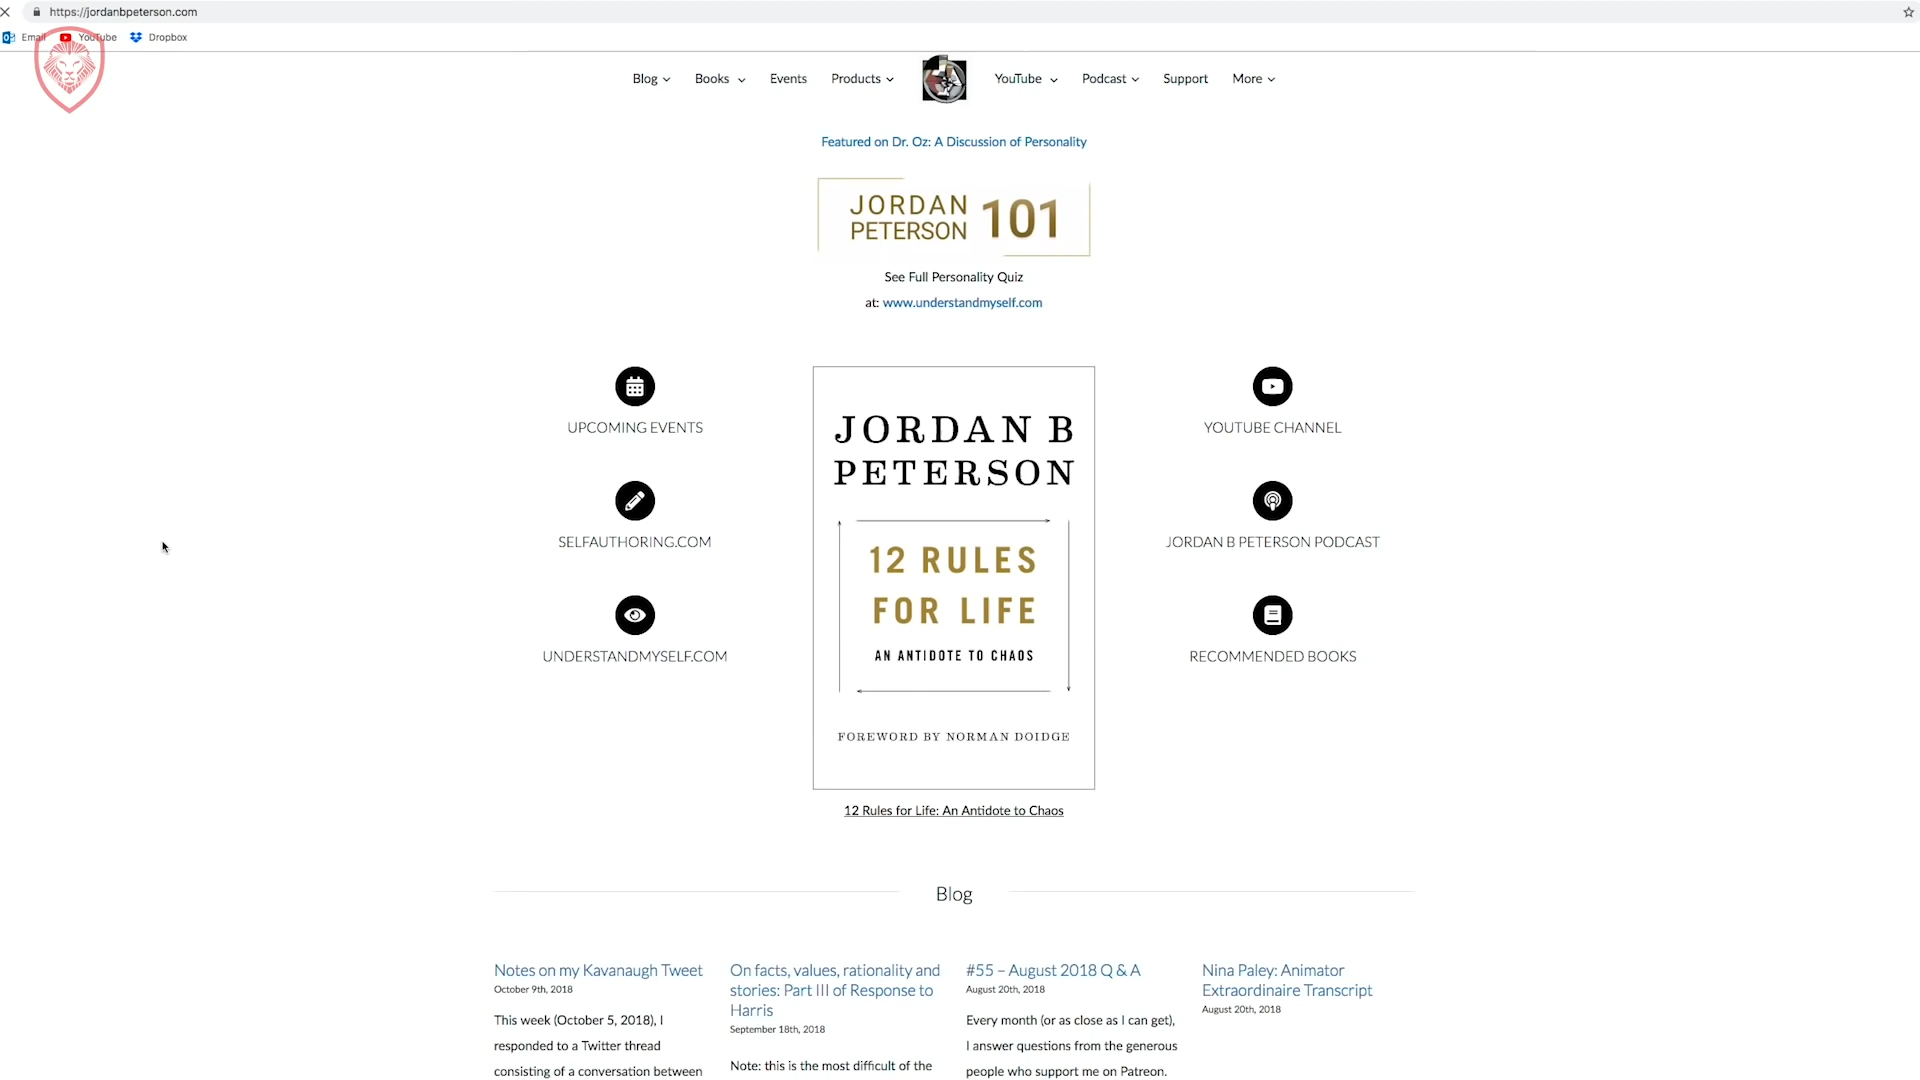 https://jordanbpeterson.com
Email YouTube Dropbox
Blog Books Events Products YouTube Podcast Support More
Featured on Dr. Oz: A Discussion of Personality
JORDAN
PETERSON 101
See Full Personality Quiz
at: www.understandmyself.com
UPCOMING EVENTS
SELFAUTHORING.COM
UNDERSTANDMYSELF.COM
JORDAN B
PETERSON
12 RULES
FOR LIFE
AN ANTIDOTE TO CHAOS
FOREWORD BY NORMAN DOIDGE
12 Rules for Life: An Antidote to Chaos
YOUTUBE CHANNEL
JORDAN B PETERSON PODCAST
RECOMMENDED BOOKS
Blog
Notes on my Kavanaugh Tweet
October 9th, 2018
This week (October 5, 2018), I
responded to a Twitter thread
consisting of a conversation between
On facts, values, rationality and
stories: Part III of Response to
Harris
September 18th, 2018
Note: this is the most difficult of the
#55 – August 2018 Q & A
August 20th, 2018
Every month (or as close as I can get),
I answer questions from the generous
people who support me on Patreon.
Nina Paley: Animator
Extraordinaire Transcript
August 20th, 2018